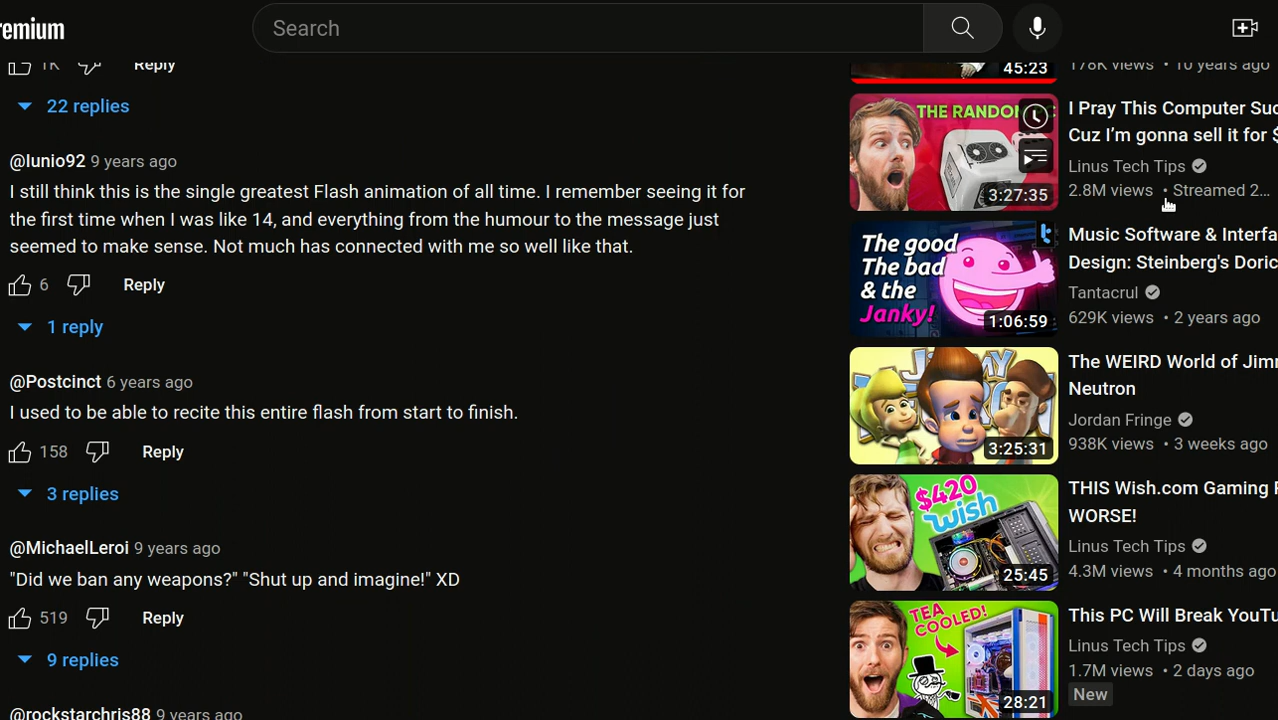 remium
Search
1K
Reply
22 replies
@lunio92 9 years ago
I still think this is the single greatest Flash animation of all time. I remember seeing it for
the first time when I was like 14, and everything from the humour to the message just
seemed to make sense. Not much has connected with me so well like that.
6
Reply
1 reply
@Postcinct 6 years ago
I used to be able to recite this entire flash from start to finish.
158
Reply
3 replies
@MichaelLeroi 9 years ago
"Did we ban any weapons?" "Shut up and imagine!" XD
519
Reply
9 replies
@rockstarchris88 9 years ago
45:23
178K views • 10 years ago
THE RANDOM
3:27:35
I Pray This Computer Suc
Cuz I'm gonna sell it for $
Linus Tech Tips
2.8M views • Streamed 2...
The good
The bad
& the
Janky!
t
1:06:59
Music Software & Interfa
Design: Steinberg's Doric
Tantacrul
629K views • 2 years ago
JIMMY
3:25:31
The WEIRD World of Jimm
Neutron
Jordan Fringe
938K views • 3 weeks ago
$420
wish
25:45
THIS Wish.com Gaming P
WORSE!
Linus Tech Tips
4.3M views • 4 months ago
TEA
COOLED!
28:21
This PC Will Break YouTu
Linus Tech Tips
1.7M views • 2 days ago
New